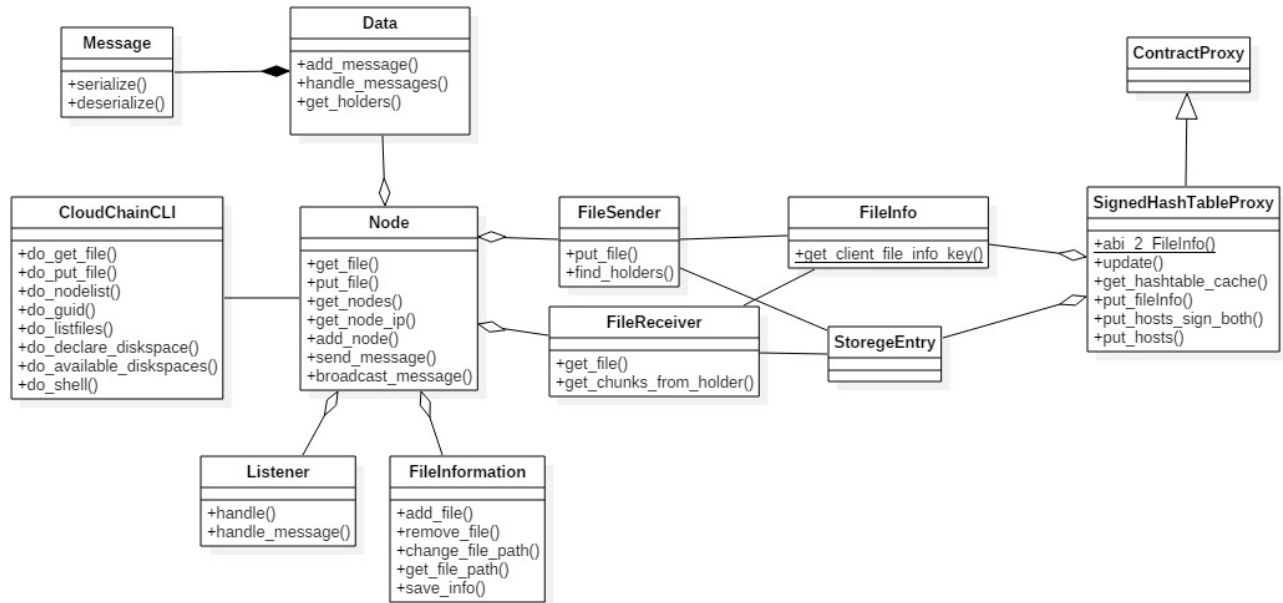 Message
+serialize()
+deserialize()
Data
+add_message()
+handle_messages()
+get_holders()
ContractProxy
CloudChainCLI
+do_get_file()
+do_put_file()
+do_nodelist()
+do_guid()
+do_listfiles()
+do_declare_diskspace()
+do_available_diskspaces()
+do_shell()
Node
+get_file()
+put_file()
+get_nodes()
+get_node_ip()
+add_node()
+send_message()
+broadcast_message()
FileSender
+put_file()
+find_holders()
FileInfo
+get_client_file_info_key()
SignedHashTableProxy
+abi_2_FileInfo()
+update()
+get_hashtable_cache()
+put_fileInfo()
+put_hosts_sign_both()
+put_hosts()
FileReceiver
+get_file()
+get_chunks_from_holder()
StoregeEntry
Listener
+handle()
+handle_message()
FileInformation
+add_file()
+remove_file()
+change_file_path()
+get_file_path()
+save_info()